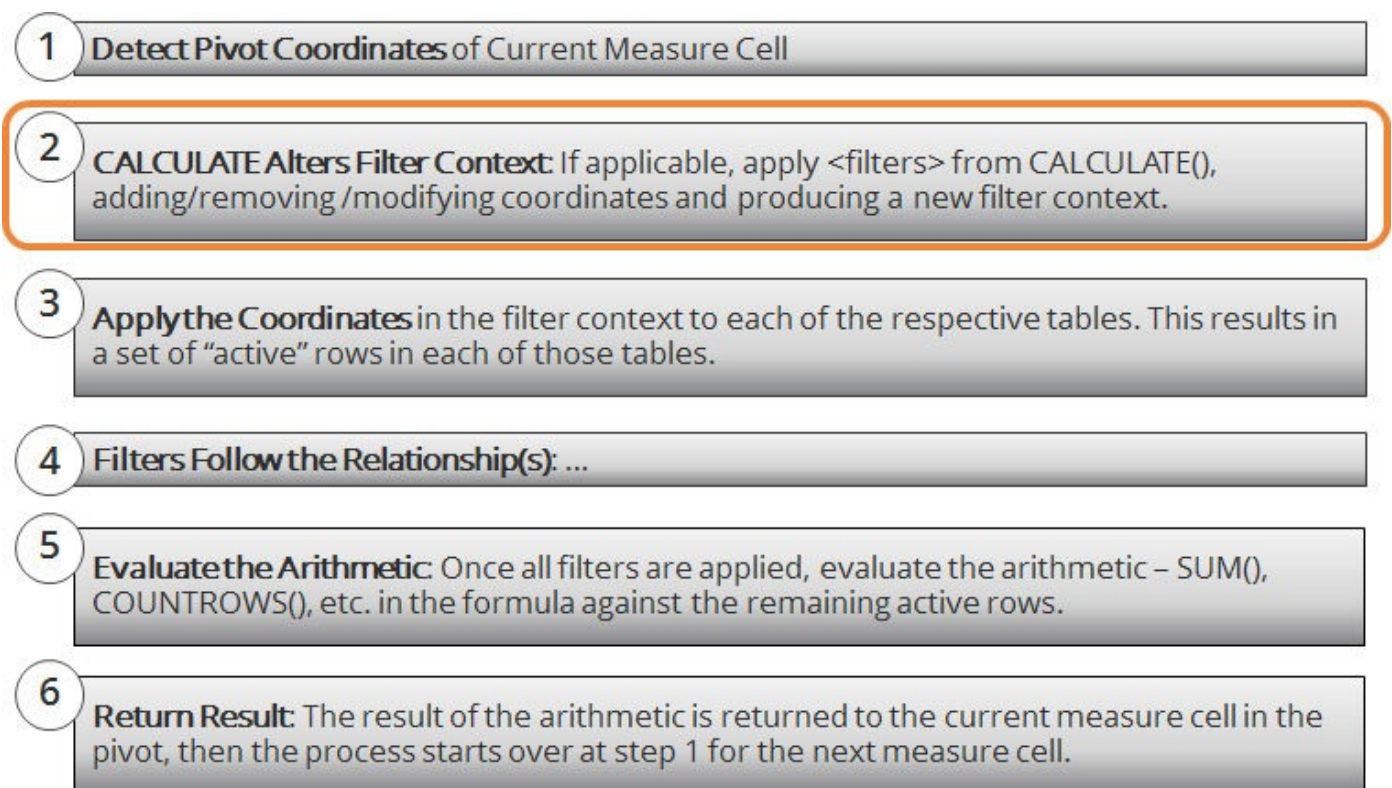 1
Detect Pivot Coordinates of Current Measure Cell
2
CALCULATE Alters Filter Context: If applicable, apply <filters> from CALCULATE(),
adding/removing /modifying coordinates and producing a new filter context.
3
Apply the Coordinates in the filter context to each of the respective tables. This results in
a set of “active” rows in each of those tables.
4
Filters Follow the Relationship(s): ...
5
Evaluate the Arithmetic: Once all filters are applied, evaluate the arithmetic – SUM(),
COUNTROWS(), etc. in the formula against the remaining active rows.
6
Return Result: The result of the arithmetic is returned to the current measure cell in the
pivot, then the process starts over at step 1 for the next measure cell.